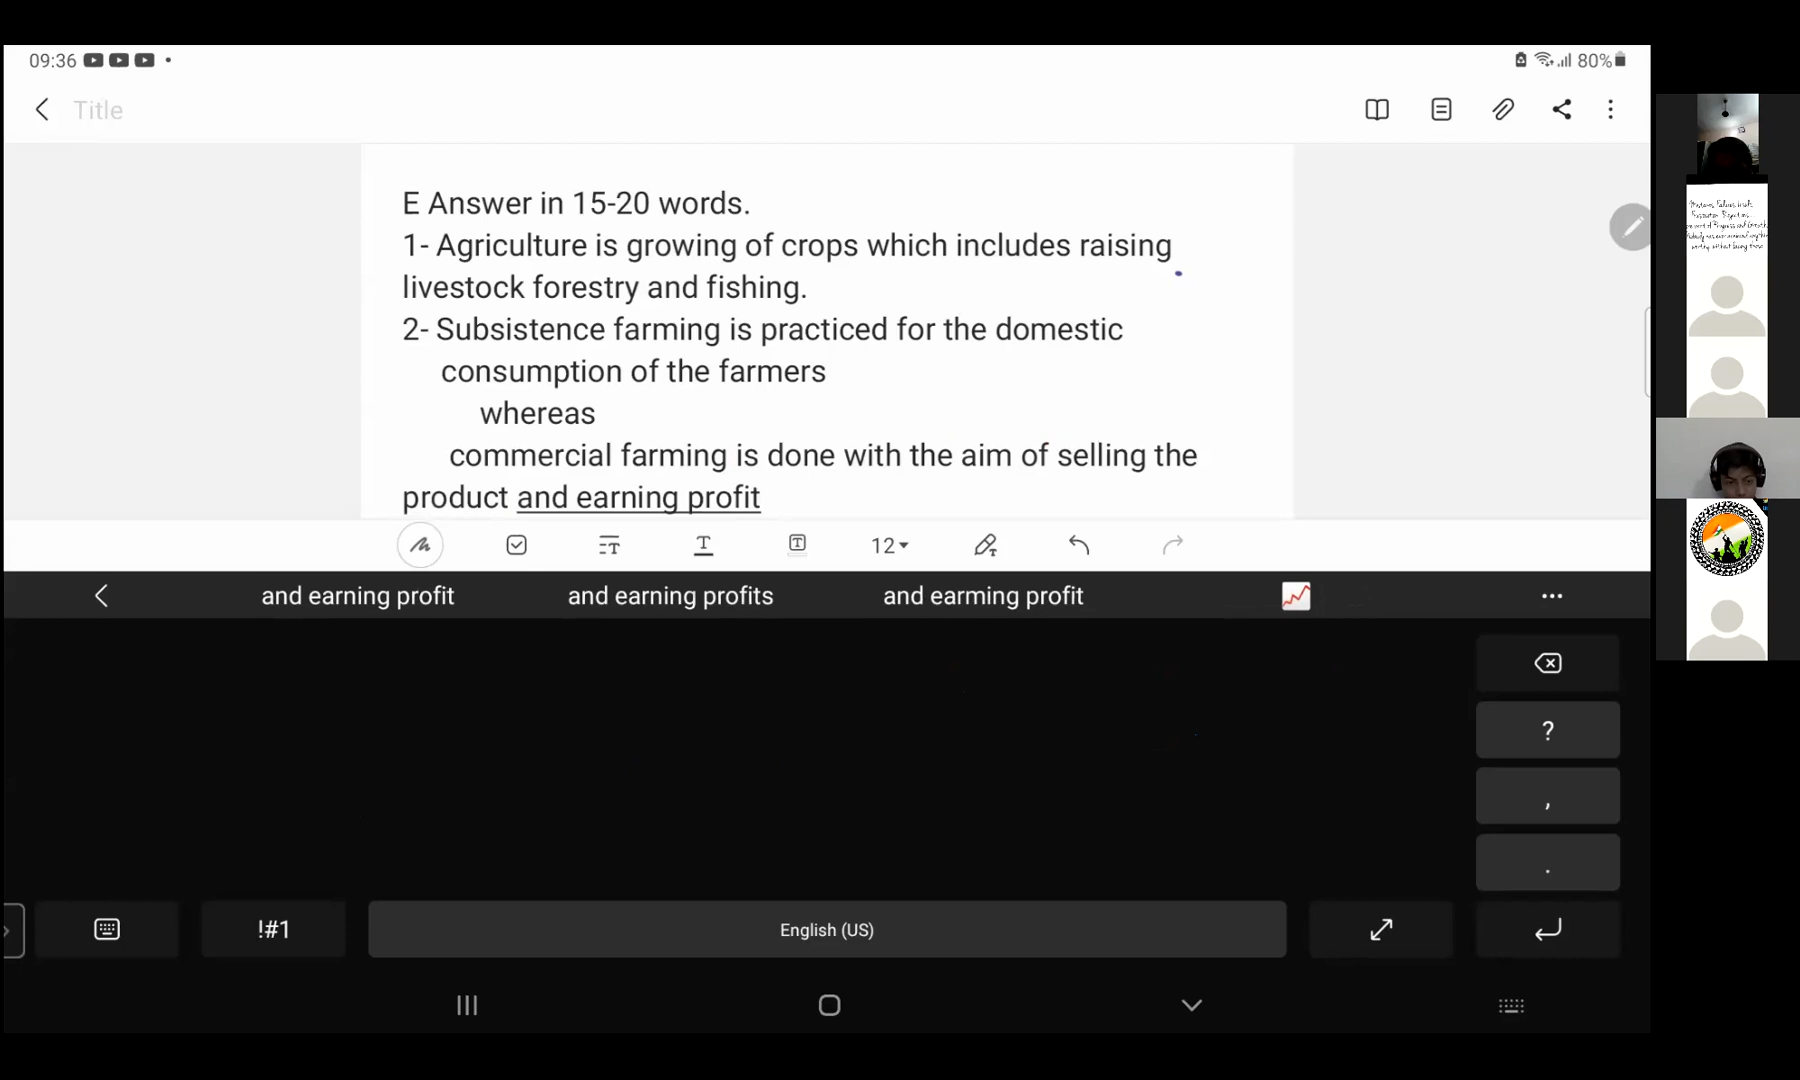 09:36
80%
Title
E Answer in 15-20 words.
1- Agriculture is growing of crops which includes raising
livestock forestry and fishing.
2- Subsistence farming is practiced for the domestic
consumption of the farmers
whereas
commercial farming is done with the aim of selling the
product and earning profit
12
and earning profit
and earning profits
and earming profit
?
,
.
!#1
English (US)